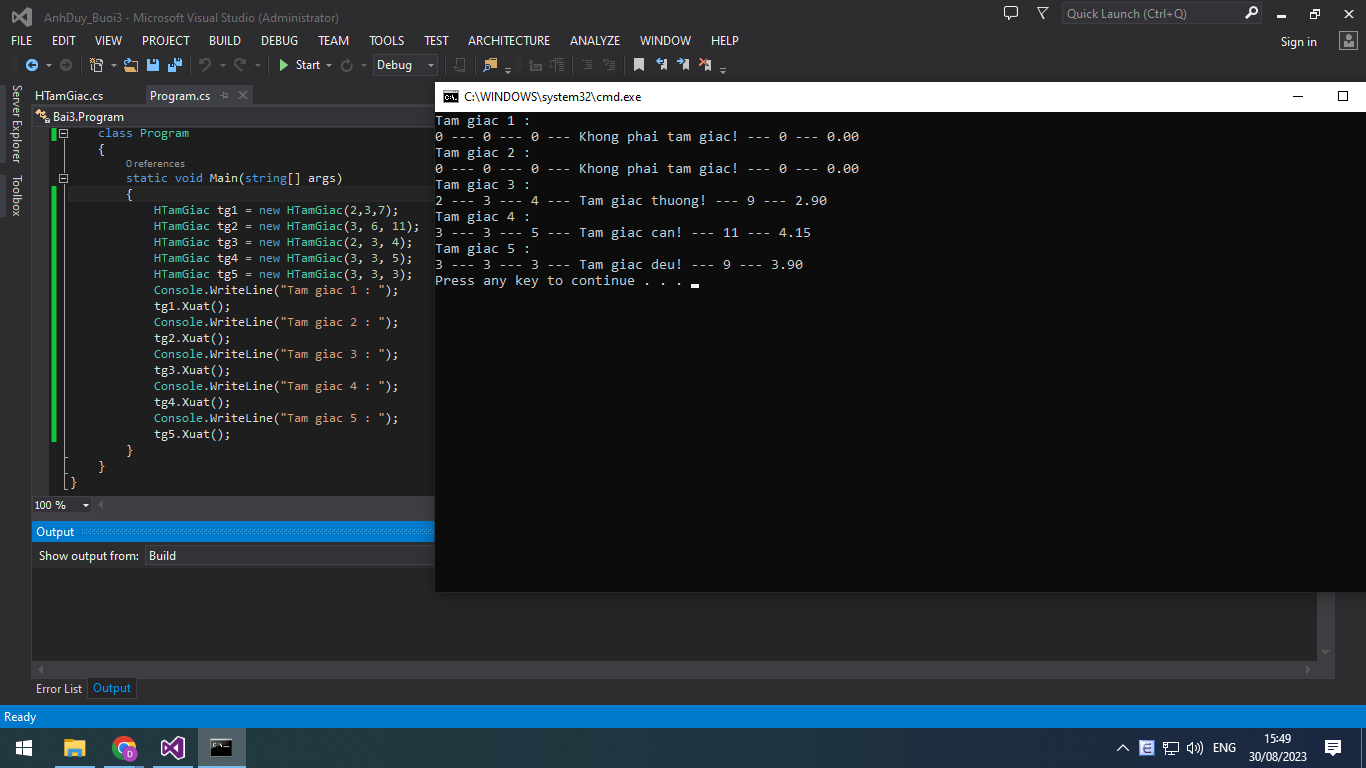 AnhDuy_Buoi3 - Microsoft Visual Studio (Administrator)
Quick Launch (Ctrl+Q)
FILE EDIT VIEW PROJECT BUILD DEBUG TEAM TOOLS TEST ARCHITECTURE ANALYZE WINDOW HELP
Sign in
Start Debug
Server Explorer
Toolbox
HTamGiac.cs Program.cs
Bai3.Program
class Program
{
0 references
static void Main(string[] args)
{
HTamGiac tg1 = new HTamGiac(2,3,7);
HTamGiac tg2 = new HTamGiac(3, 6, 11);
HTamGiac tg3 = new HTamGiac(2, 3, 4);
HTamGiac tg4 = new HTamGiac(3, 3, 5);
HTamGiac tg5 = new HTamGiac(3, 3, 3);
Console.WriteLine("Tam giac 1 : ");
tg1.Xuat();
Console.WriteLine("Tam giac 2 : ");
tg2.Xuat();
Console.WriteLine("Tam giac 3 : ");
tg3.Xuat();
Console.WriteLine("Tam giac 4 : ");
tg4.Xuat();
Console.WriteLine("Tam giac 5 : ");
tg5.Xuat();
}
}
}
100 %
C:\WINDOWS\system32\cmd.exe
Tam giac 1 :
0 --- 0 --- 0 --- Khong phai tam giac! --- 0 --- 0.00
Tam giac 2 :
0 --- 0 --- 0 --- Khong phai tam giac! --- 0 --- 0.00
Tam giac 3 :
2 --- 3 --- 4 --- Tam giac thuong! --- 9 --- 2.90
Tam giac 4 :
3 --- 3 --- 5 --- Tam giac can! --- 11 --- 4.15
Tam giac 5 :
3 --- 3 --- 3 --- Tam giac deu! --- 9 --- 3.90
Press any key to continue . . .
Output
Show output from: Build
Error List Output
Ready
ENG
15:49
30/08/2023